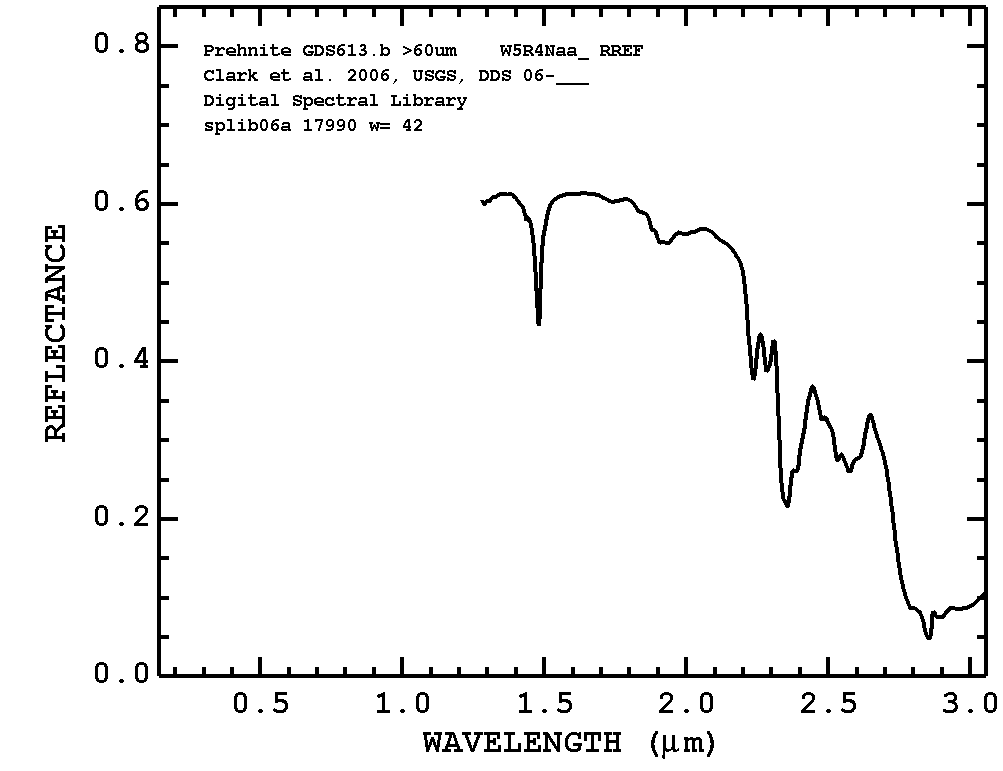 Prehnite GDS613.b >60um W5R4Naa_ RREF
Clark et al. 2006, USGS, DDS 06-___
Digital Spectral Library
splib06a 17990 w= 42
0.8
0.6
0.4
0.2
0.0
REFLECTANCE
0.5 1.0 1.5 2.0 2.5 3.0
WAVELENGTH (μm)